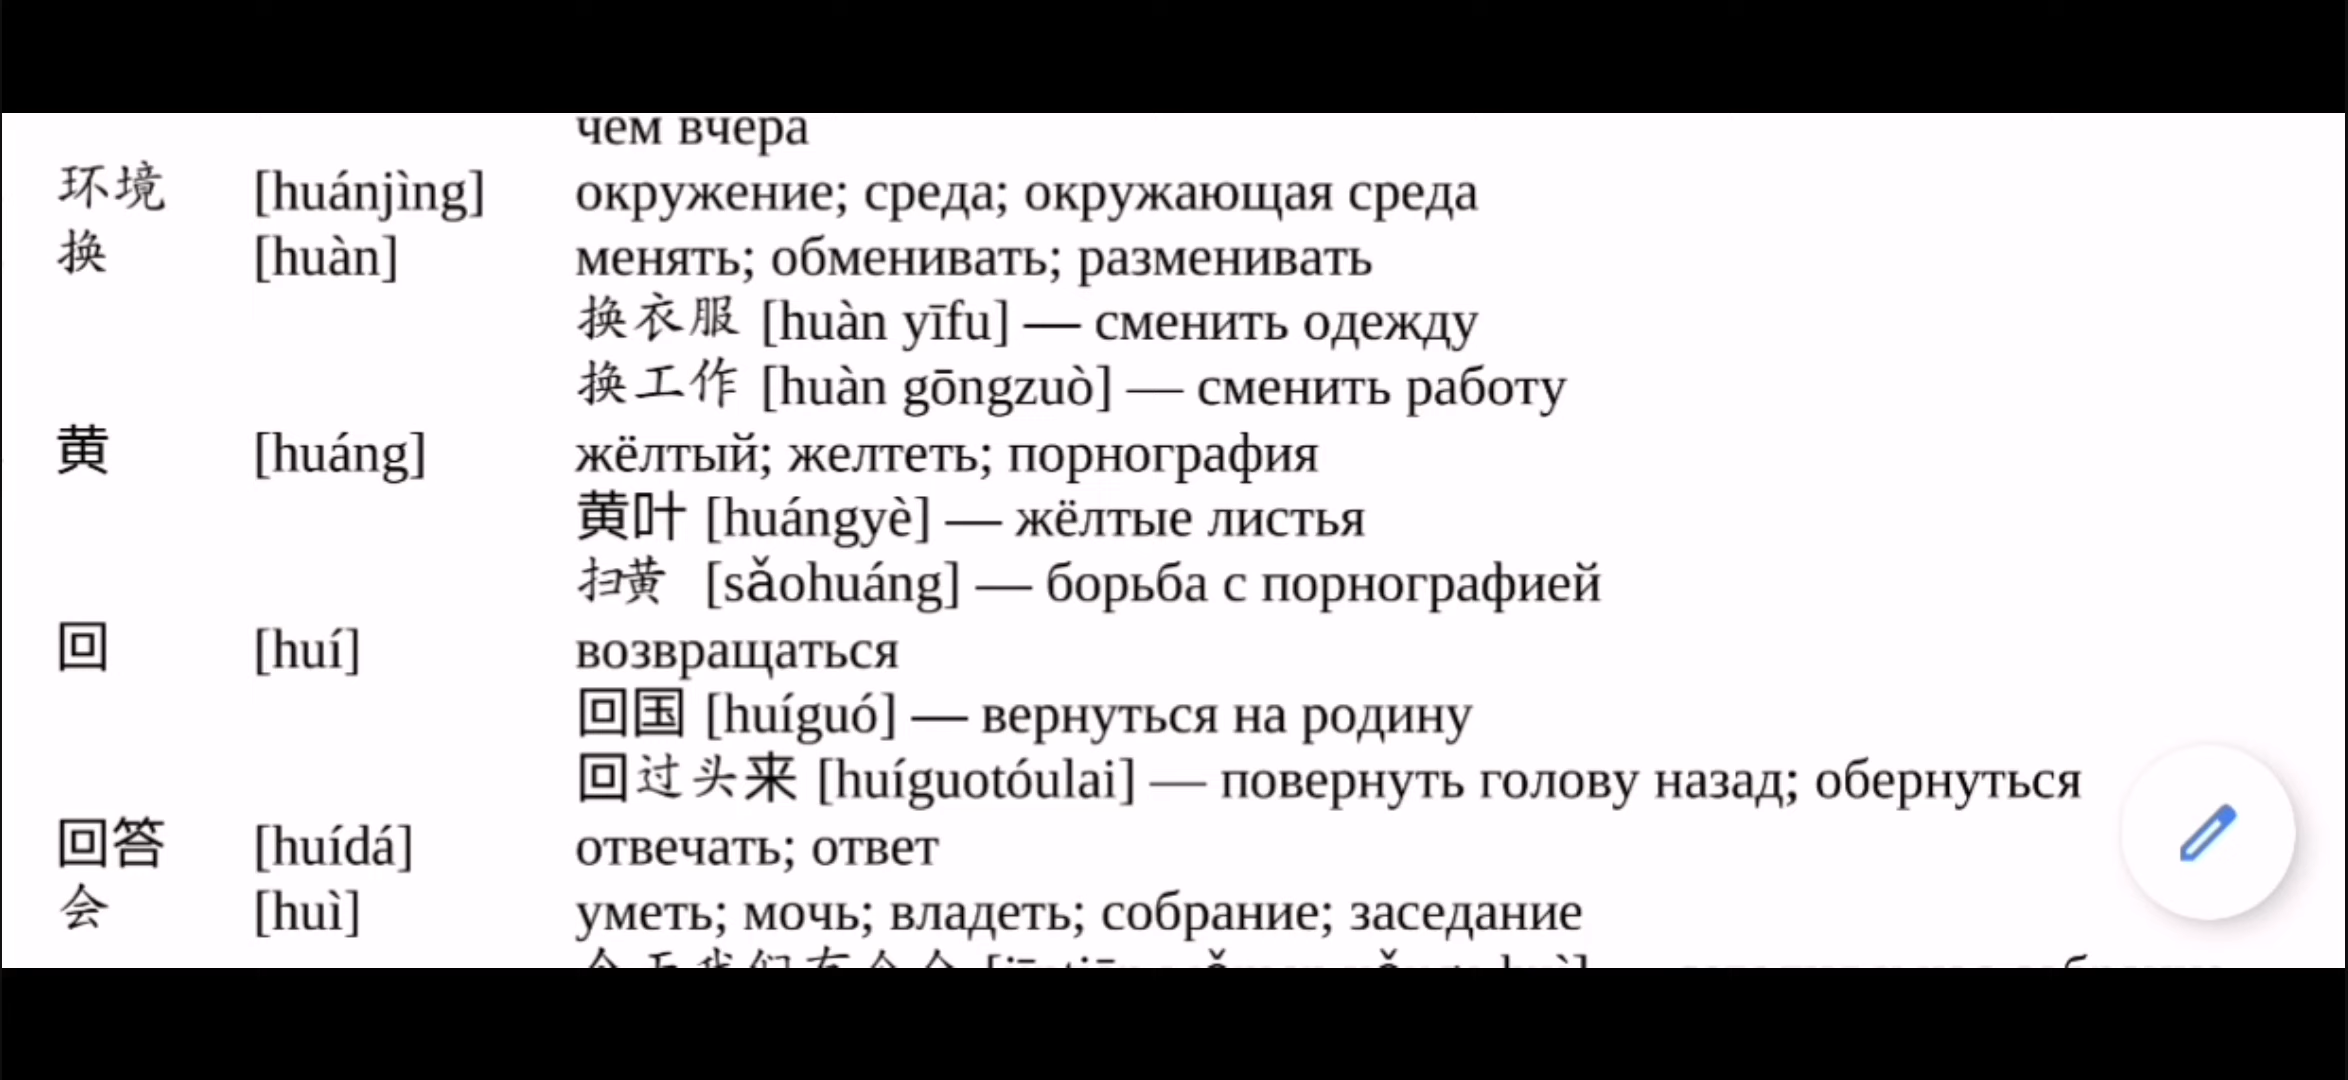 чем вчера
环境 [huánjìng] окружение; среда; окружающая среда
换 [huàn] менять; обменивать; разменивать
换衣服 [huàn yīfu] — сменить одежду
换工作 [huàn gōngzuò] — сменить работу
黄 [huáng] жёлтый; желтеть; порнография
黄叶 [huángyè] — жёлтые листья
扫黄 [sǎohuáng] — борьба с порнографией
回 [huí] возвращаться
回国 [huíguó] — вернуться на родину
回过头来 [huíguotóulai] — повернуть голову назад; обернуться
回答 [huídá] отвечать; ответ
会 [huì] уметь; мочь; владеть; собрание; заседание